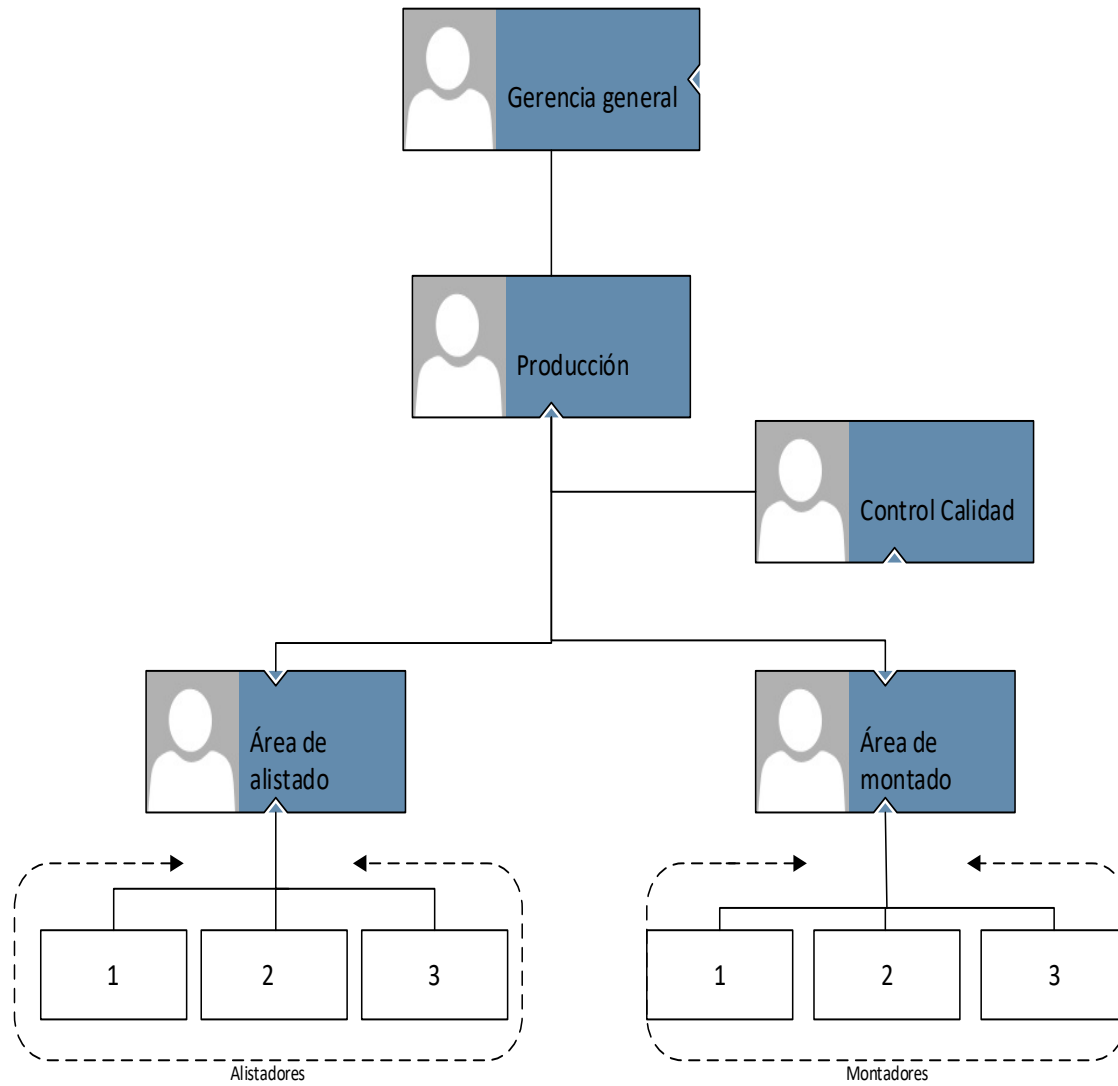 Gerencia general
Producción
Control Calidad
Área de
alistado
Área de
montado
1
2
3
1
2
3
Alistadores
Montadores